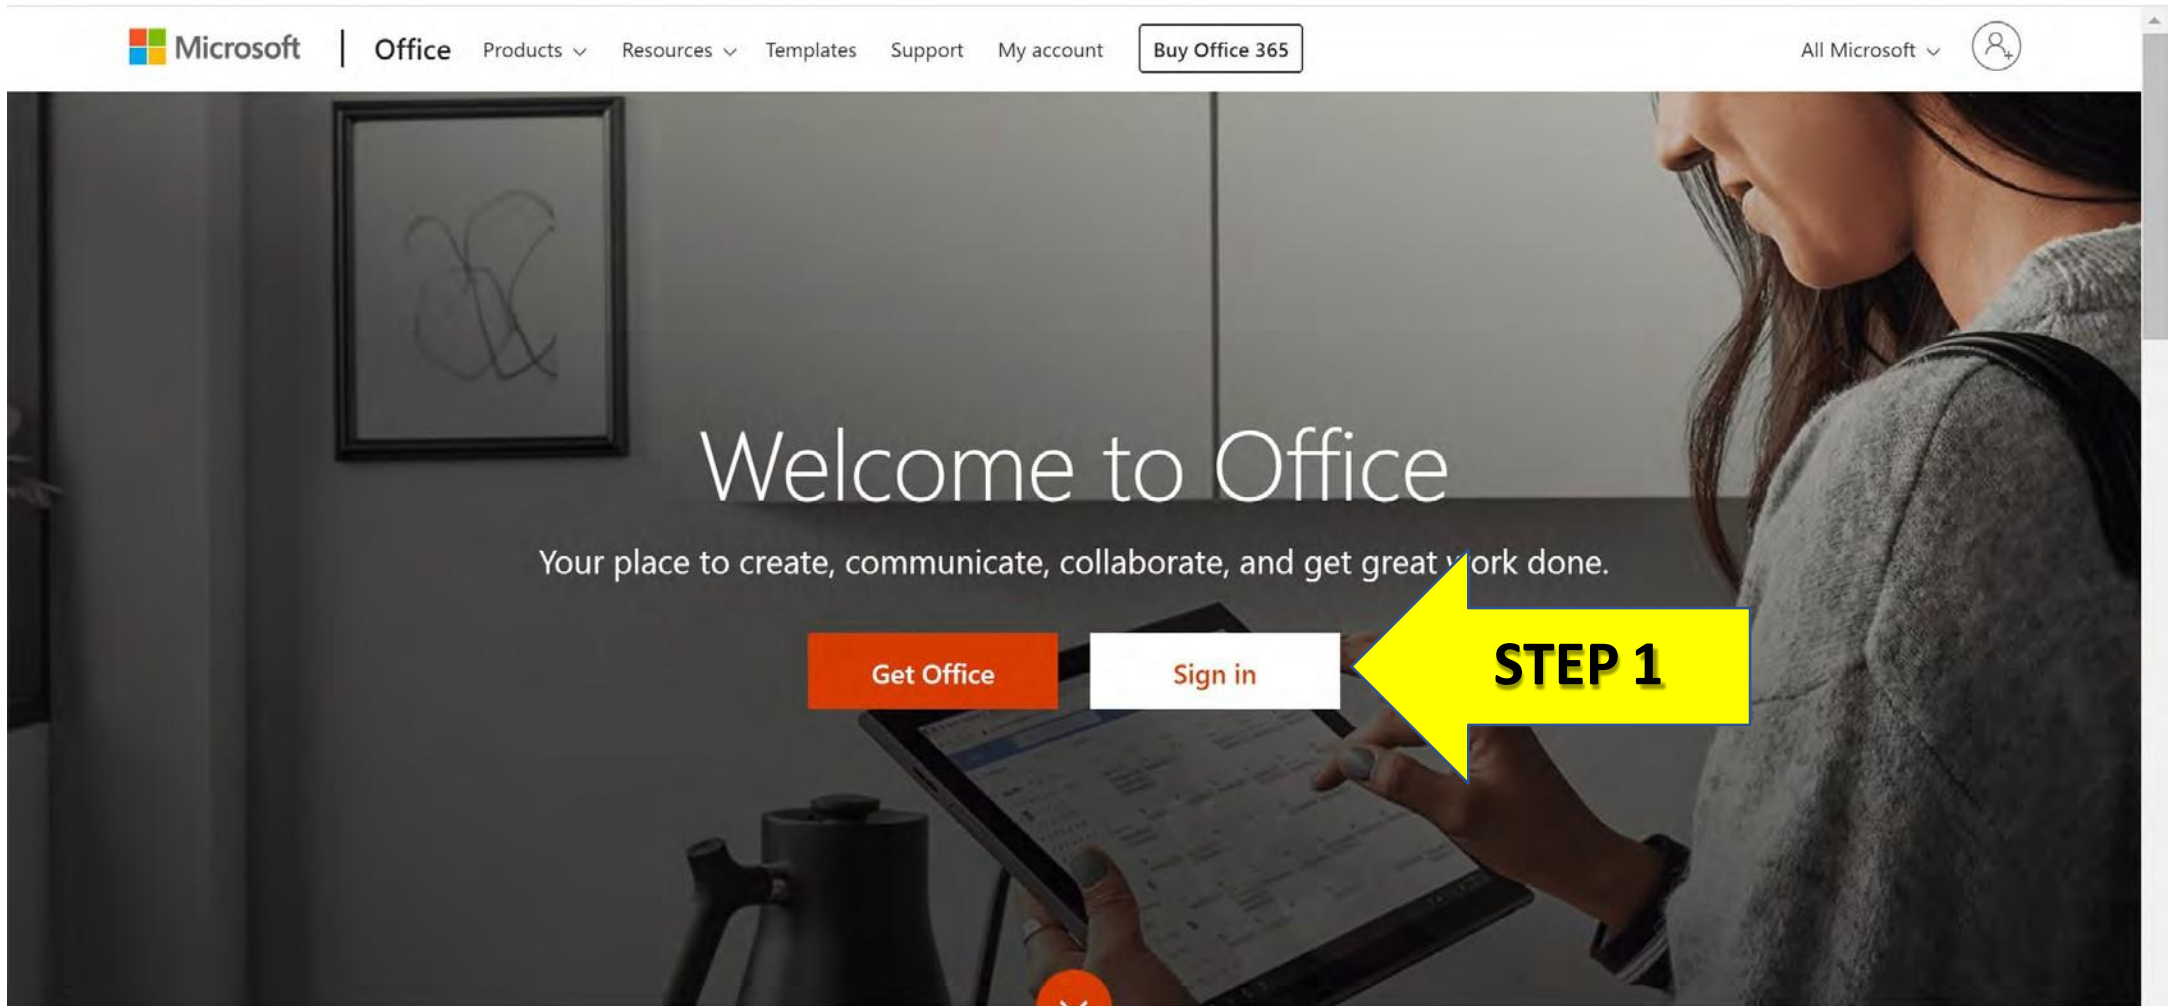 Microsoft | Office Products Resources Templates Support My account Buy Office 365 All Microsoft
Welcome to Office
Your place to create, communicate, collaborate, and get great work done.
Get Office Sign in STEP 1